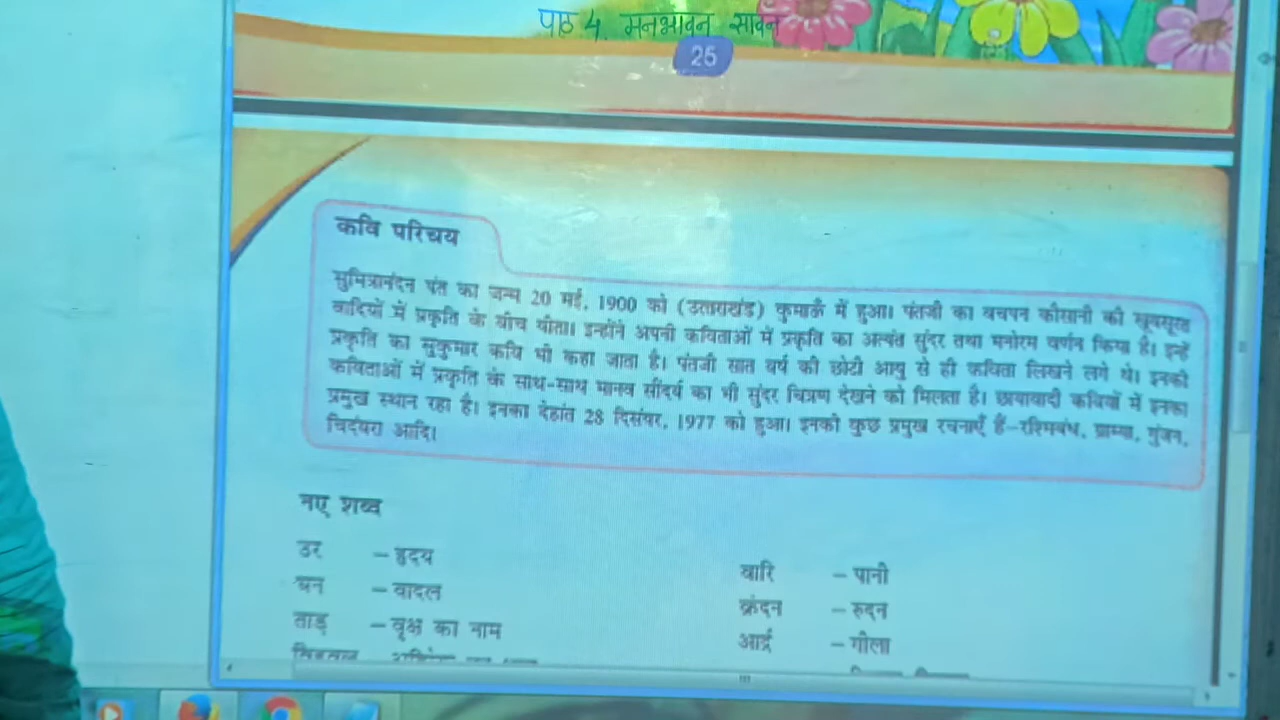 पाठ 4. मनभावन सावन
25
कवि परिचय
सुमित्रानंदन पंत का जन्म 20 मई, 1900 को (उत्तराखंड) कुमाऊँ में हुआ। पंतजी का बचपन कौसानी की खूबसूरत
वादियों में प्रकृति के बीच बीता। इन्होंने अपनी कविताओं में प्रकृति का अत्यंत सुंदर तथा मनोरम वर्णन किया है। इन्हें
प्रकृति का सुकुमार कवि भी कहा जाता है। पंतजी सात वर्ष की छोटी आयु से ही कविता लिखने लगे थे। इनकी
कविताओं में प्रकृति के साथ-साथ मानव सौंदर्य का भी सुंदर चित्रण देखने को मिलता है। छायावादी कवियों में इनका
प्रमुख स्थान रहा है। इनका देहांत 28 दिसंबर, 1977 को हुआ। इनकी कुछ प्रमुख रचनाएँ हैं–रश्मिबंध, ग्राम्या, गुंजन,
चिदंबरा आदि।
नए शब्द
उर – हृदय
घन – बादल
ताड़ – वृक्ष का नाम
वारि – पानी
क्रंदन – रुदन
आर्द्र – गीला